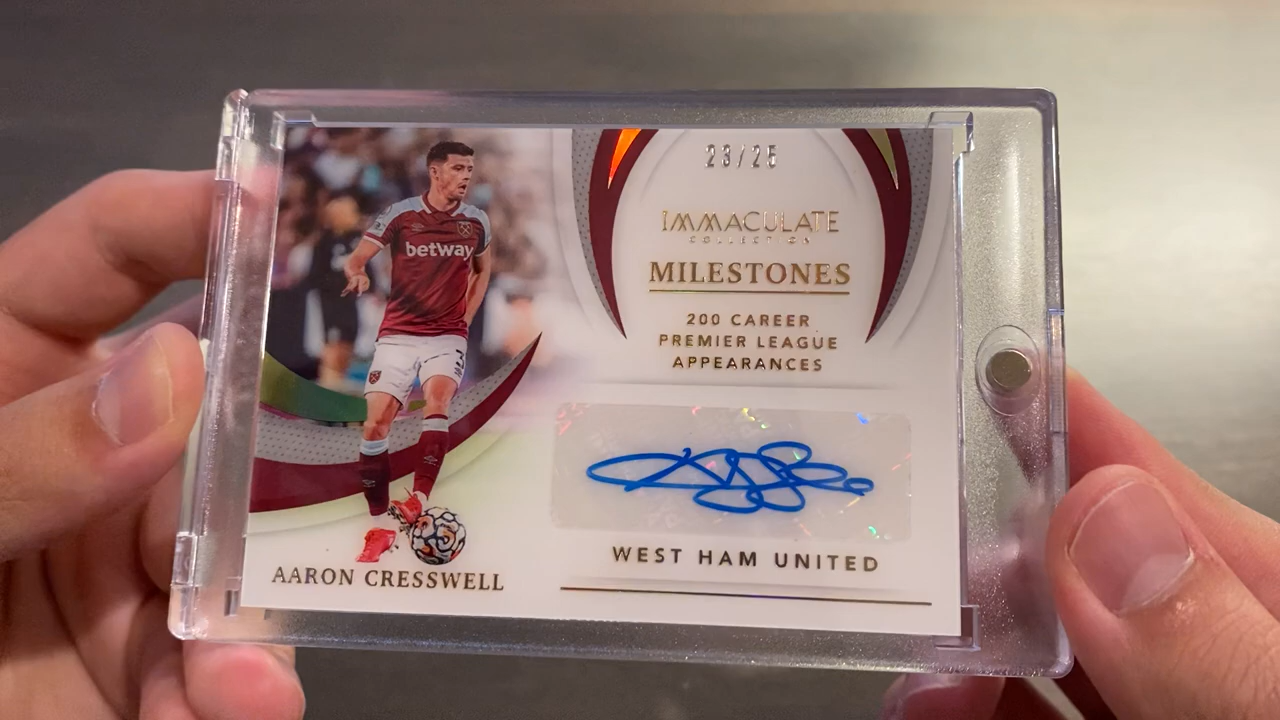 23/25
IMMACULATE
COLLECTION
MILESTONES
200 CAREER
PREMIER LEAGUE
APPEARANCES
betway
WEST HAM UNITED
AARON CRESSWELL